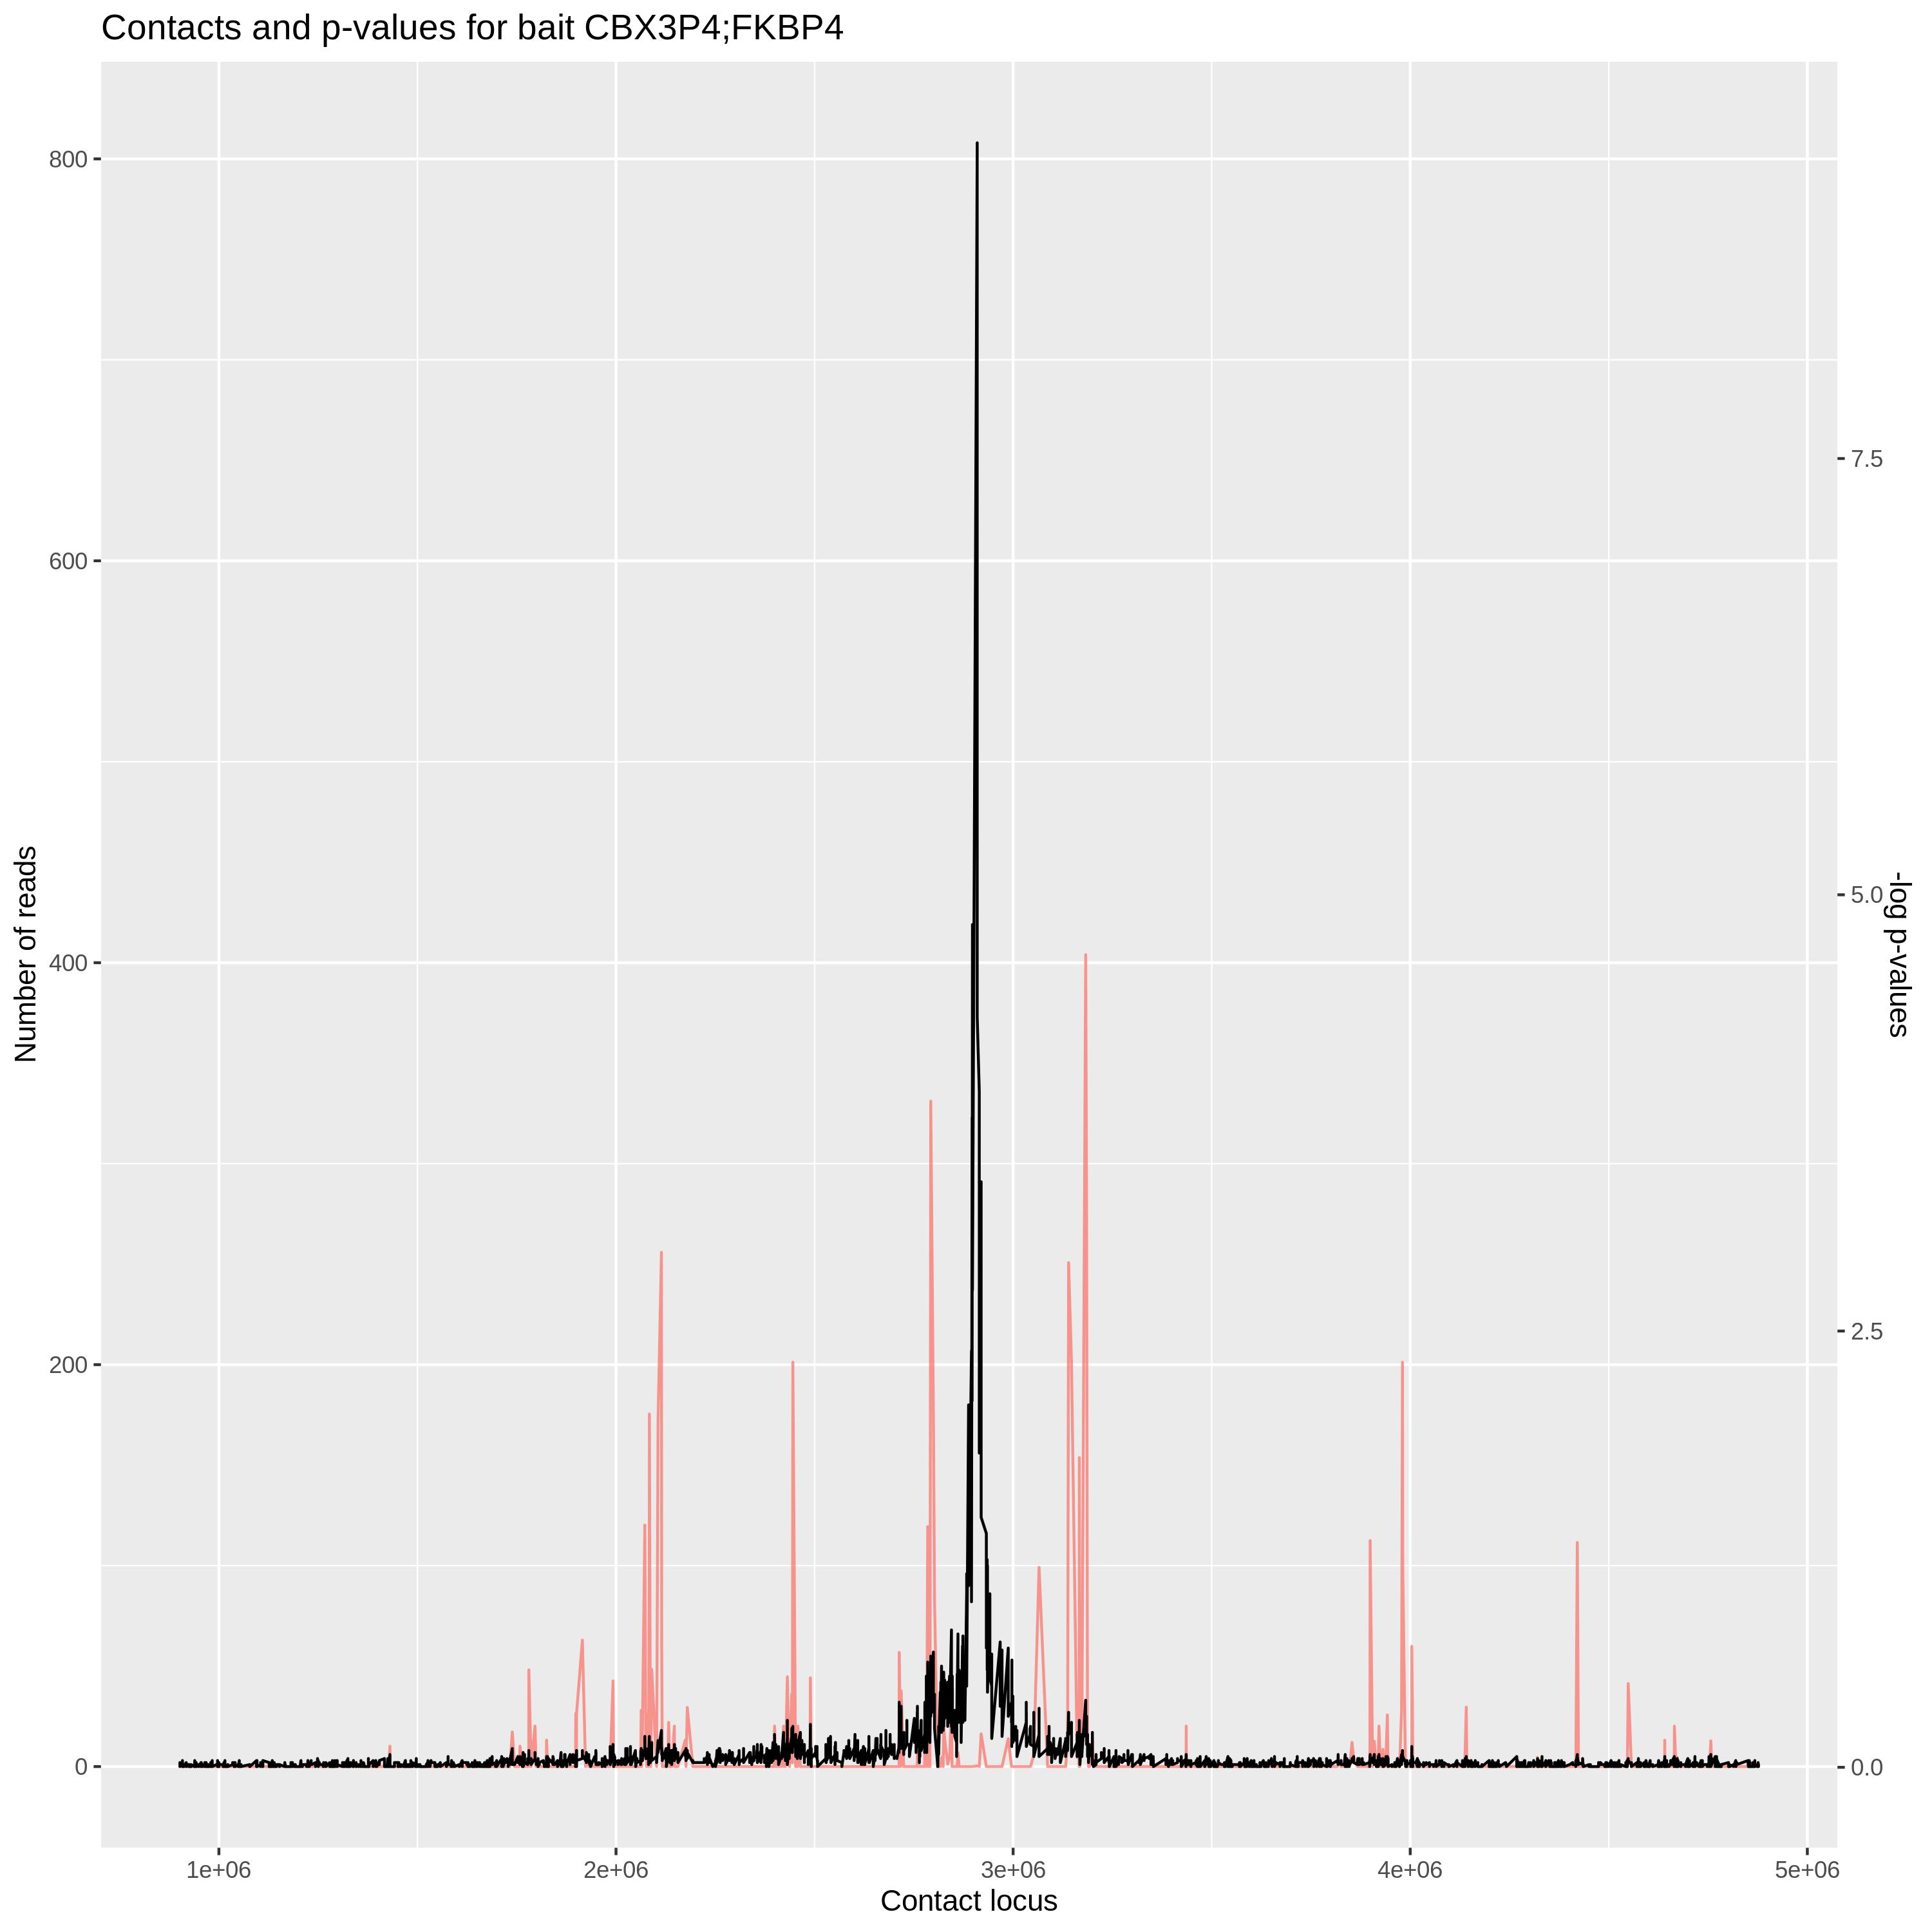 Contacts and p-values for bait CBX3P4;FKBP4
800
600
400
200
0
Number of reads
7.5
5.0
2.5
0.0
-log p-values
1e+06
2e+06
3e+06
4e+06
5e+06
Contact locus